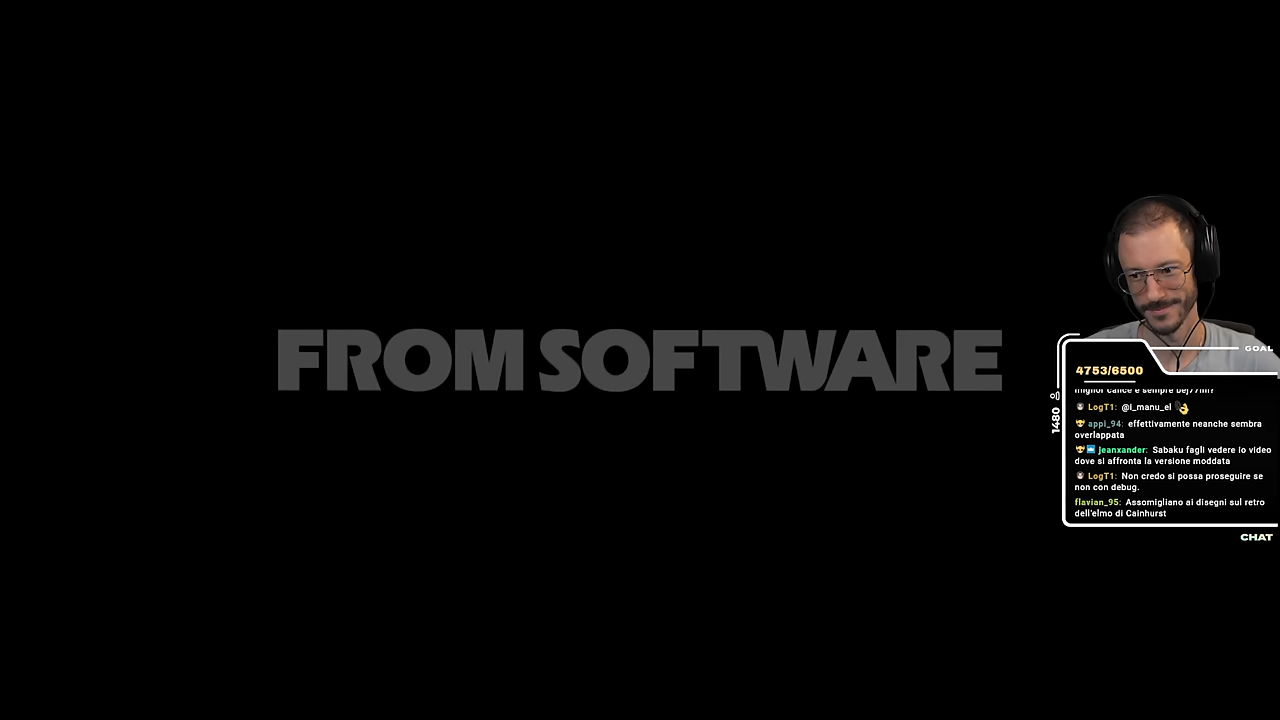 FROM SOFTWARE
GOAL
4753/6500
1480
LogT1: @i_manu_el
appi_94: effettivamente neanche sembra
overlappata
jeanxander: Sabaku fagli vedere lo video
dove si affronta la versione moddata
LogT1: Non credo si possa proseguire se
non con debug.
flavian_95: Assomigliano ai disegni sul retro
dell'elmo di Cainhurst
CHAT